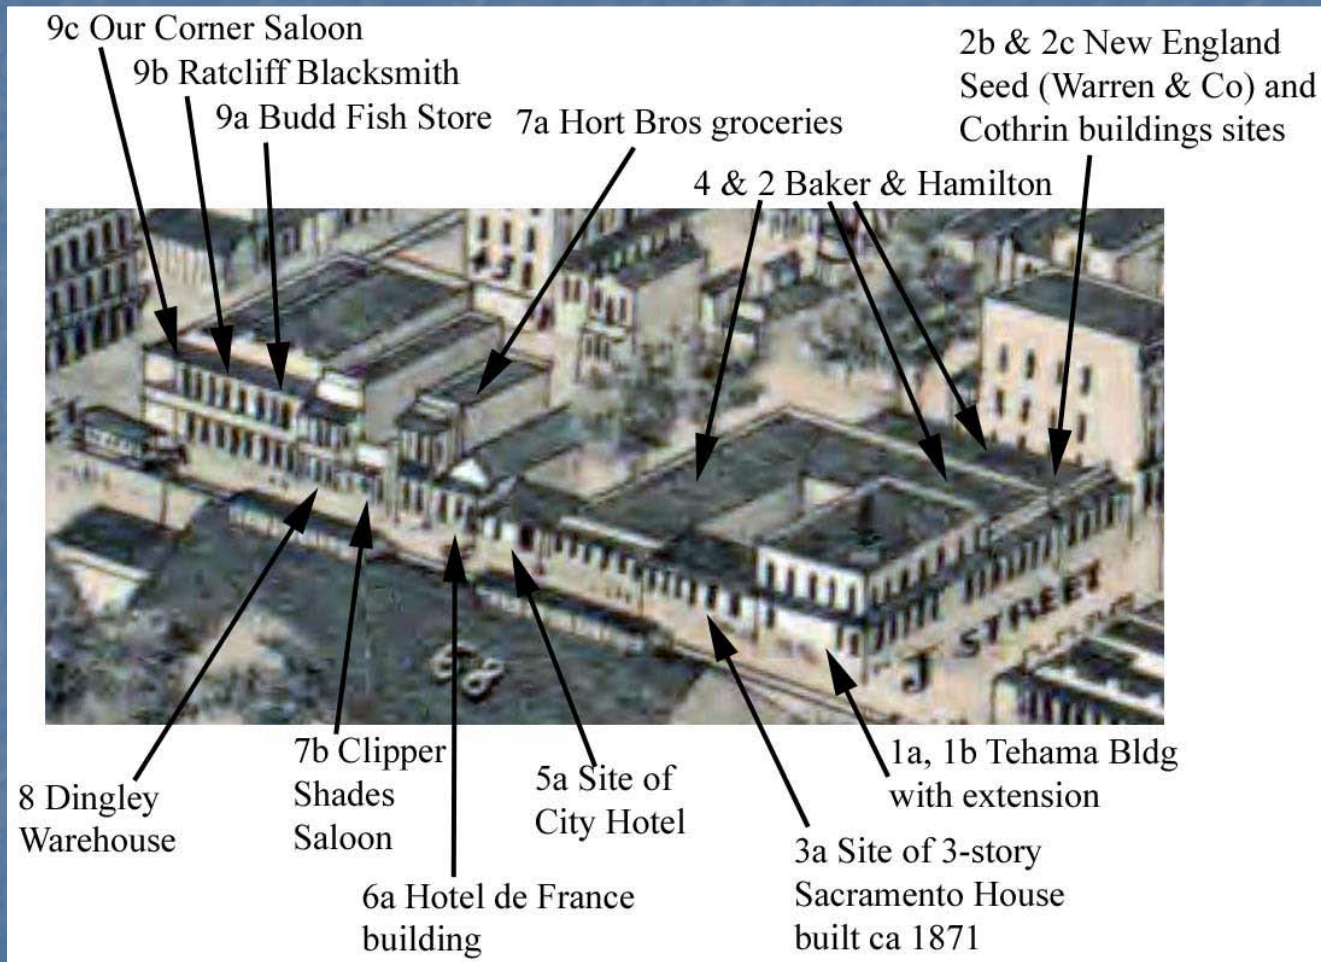 9c Our Corner Saloon
9b Ratcliff Blacksmith
9a Budd Fish Store
7a Hort Bros groceries
2b & 2c New England
Seed (Warren & Co) and
Cothrin buildings sites
4 & 2 Baker & Hamilton
68
J STREET
8 Dingley
Warehouse
7b Clipper
Shades
Saloon
6a Hotel de France
building
5a Site of
City Hotel
3a Site of 3-story
Sacramento House
built ca 1871
1a, 1b Tehama Bldg
with extension